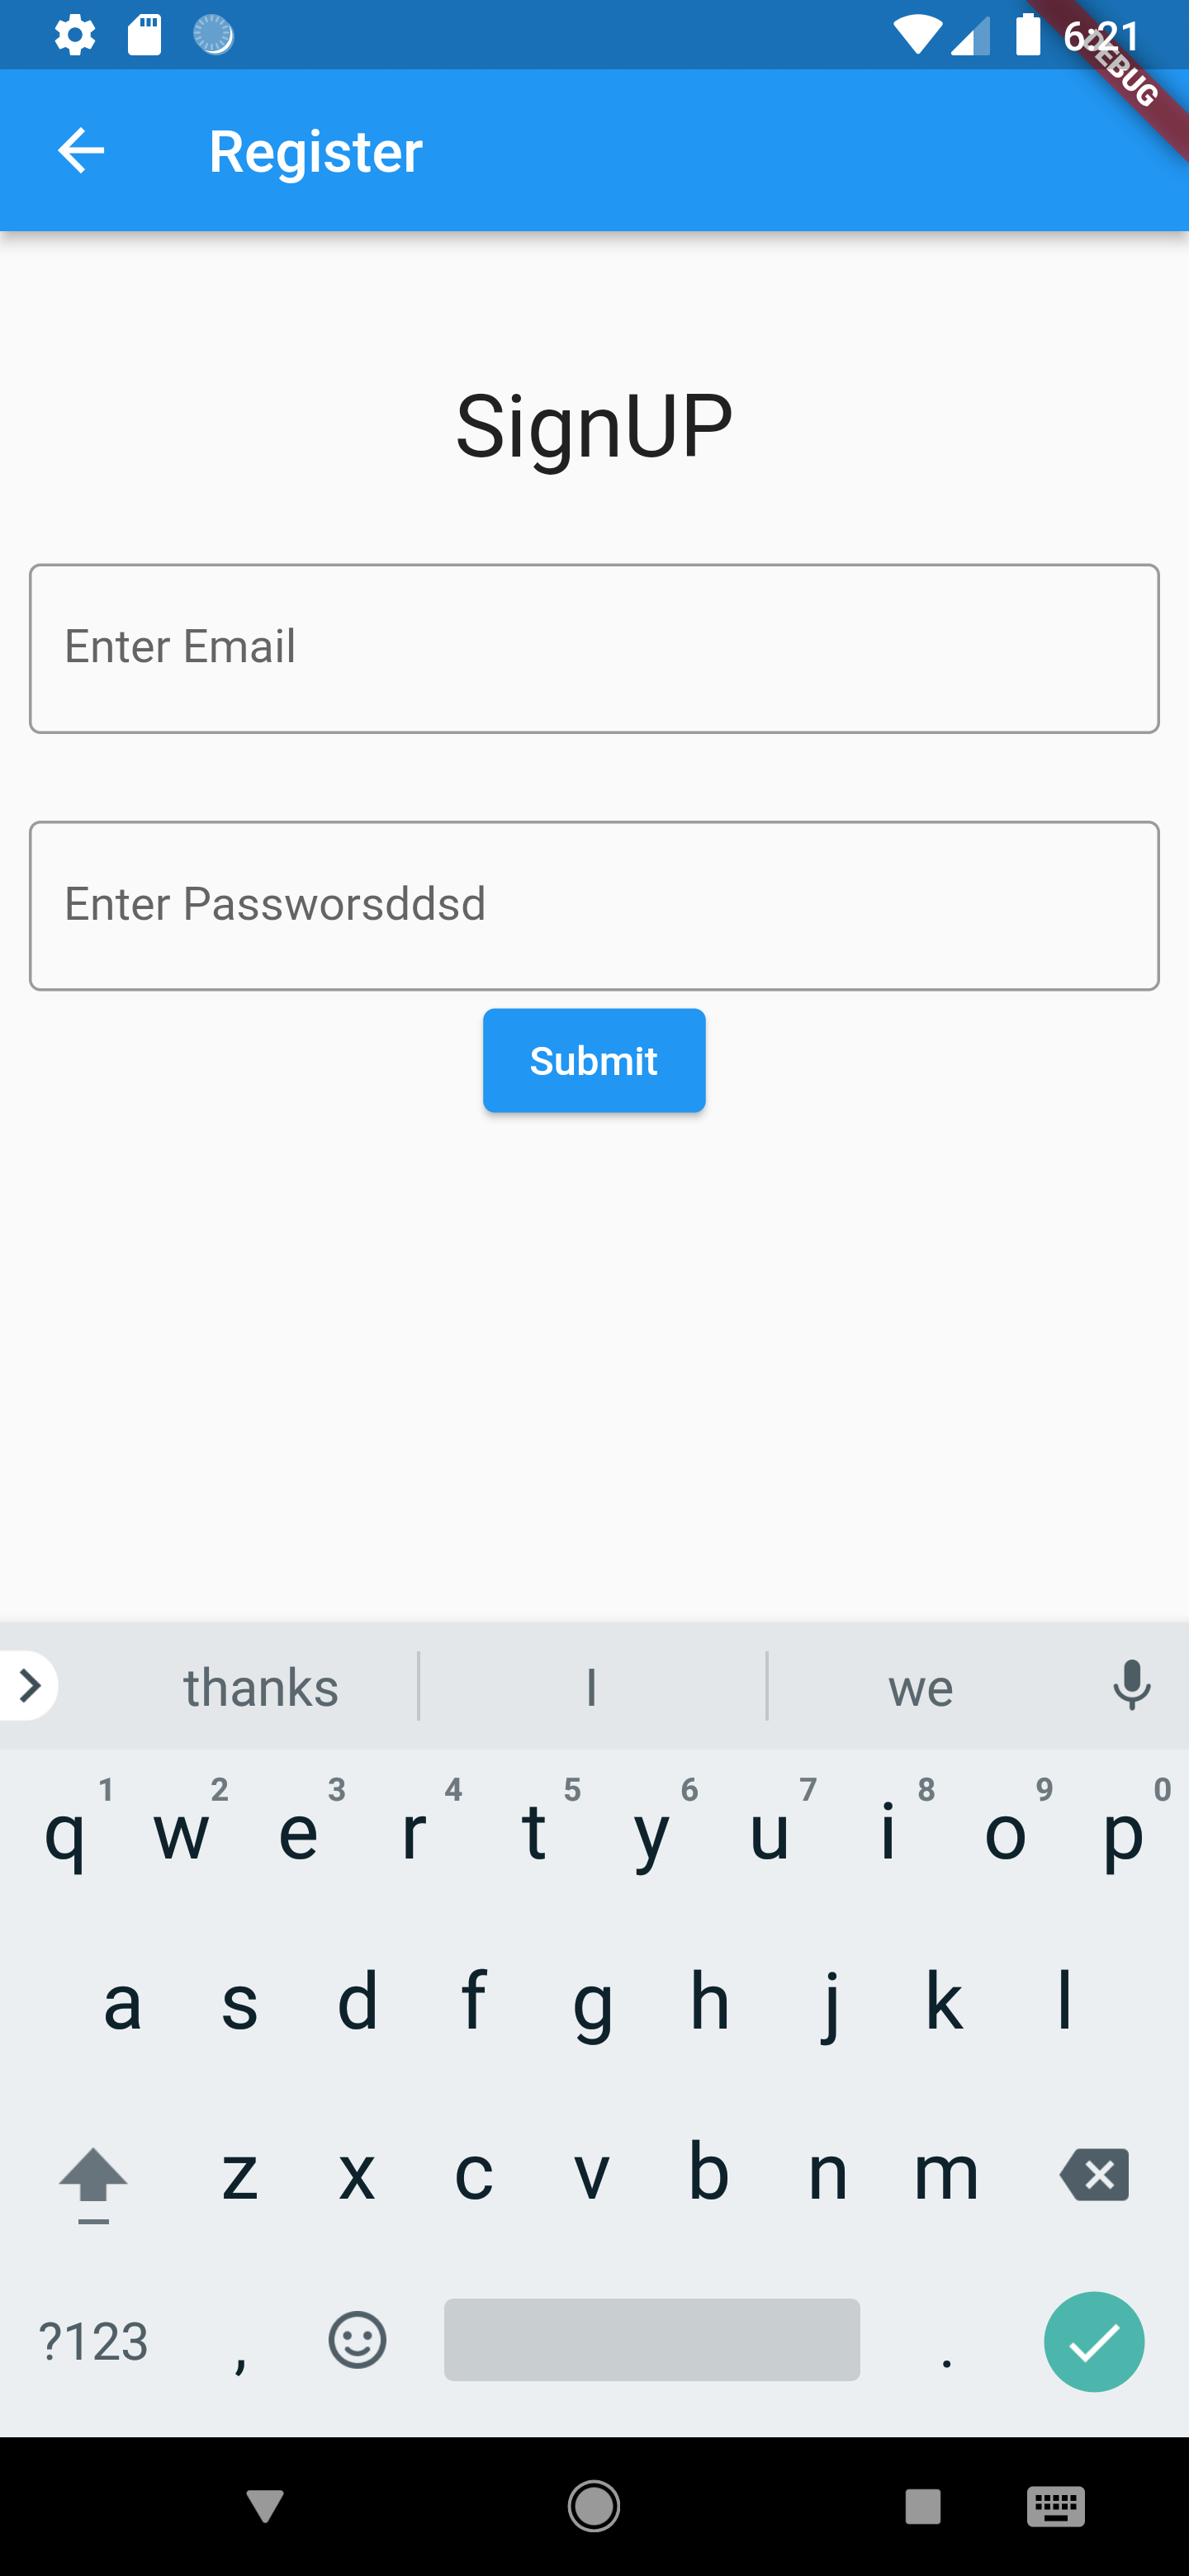 6:21
DEBUG
Register
SignUP
Enter Email
Enter Passworsddsd
Submit
thanks I we
1 2 3 4 5 6 7 8 9 0
q w e r t y u i o p
a s d f g h j k l
z x c v b n m
?123 , .